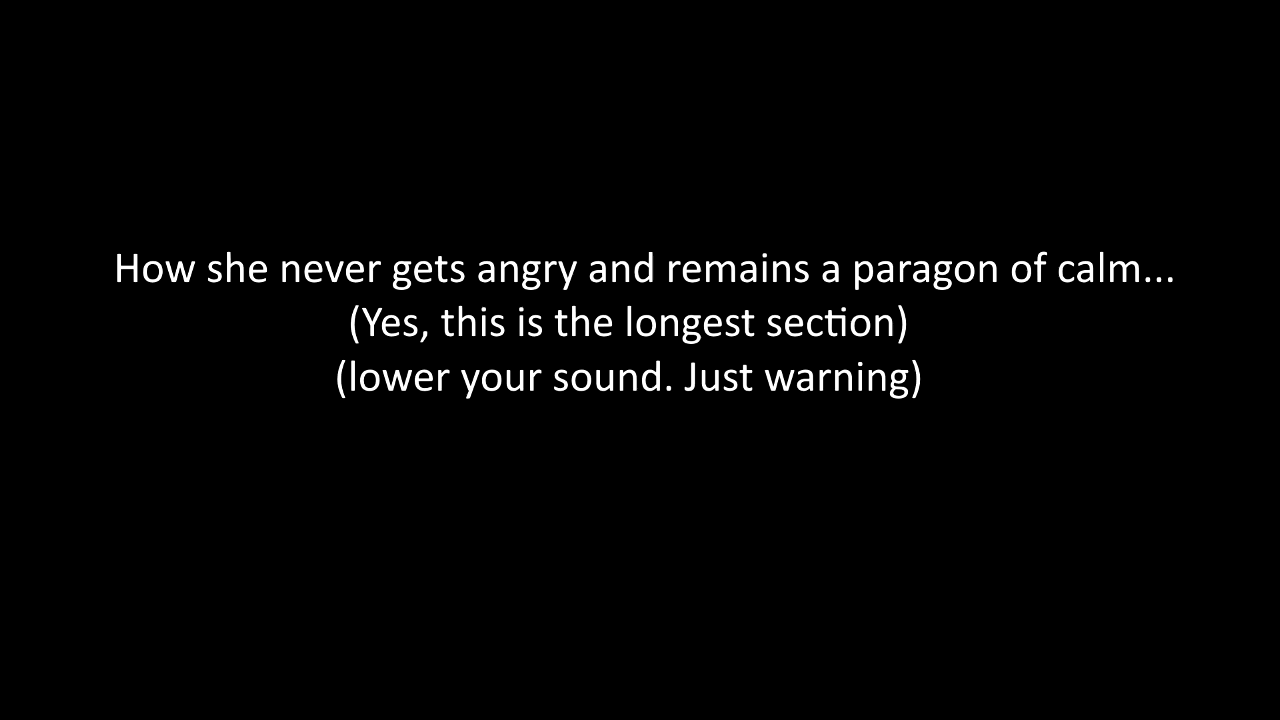 How she never gets angry and remains a paragon of calm...
(Yes, this is the longest section)
(lower your sound. Just warning)